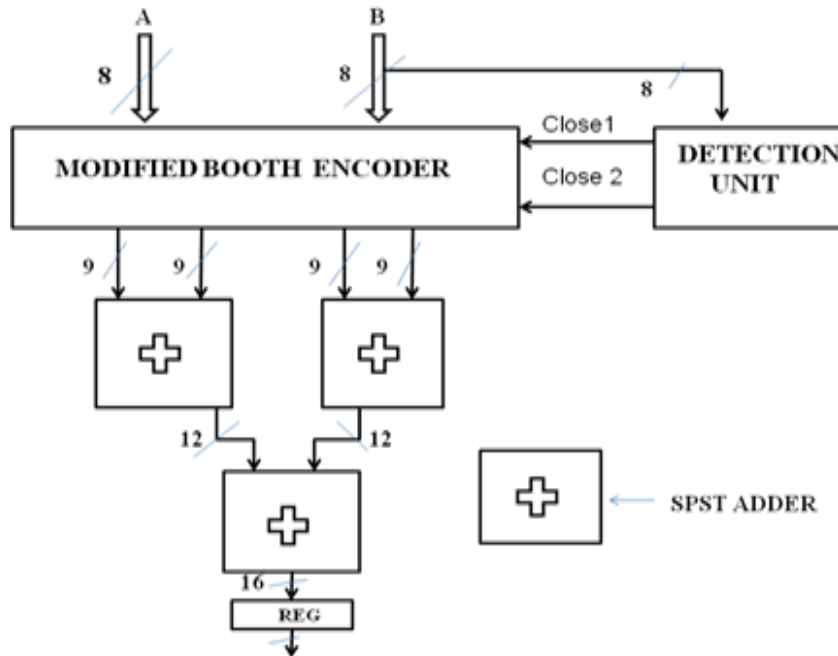 A
B
8
8
8
Close1
MODIFIED BOOTH ENCODER
DETECTION
UNIT
Close 2
9
9
9
9
12
12
SPST ADDER
16
REG